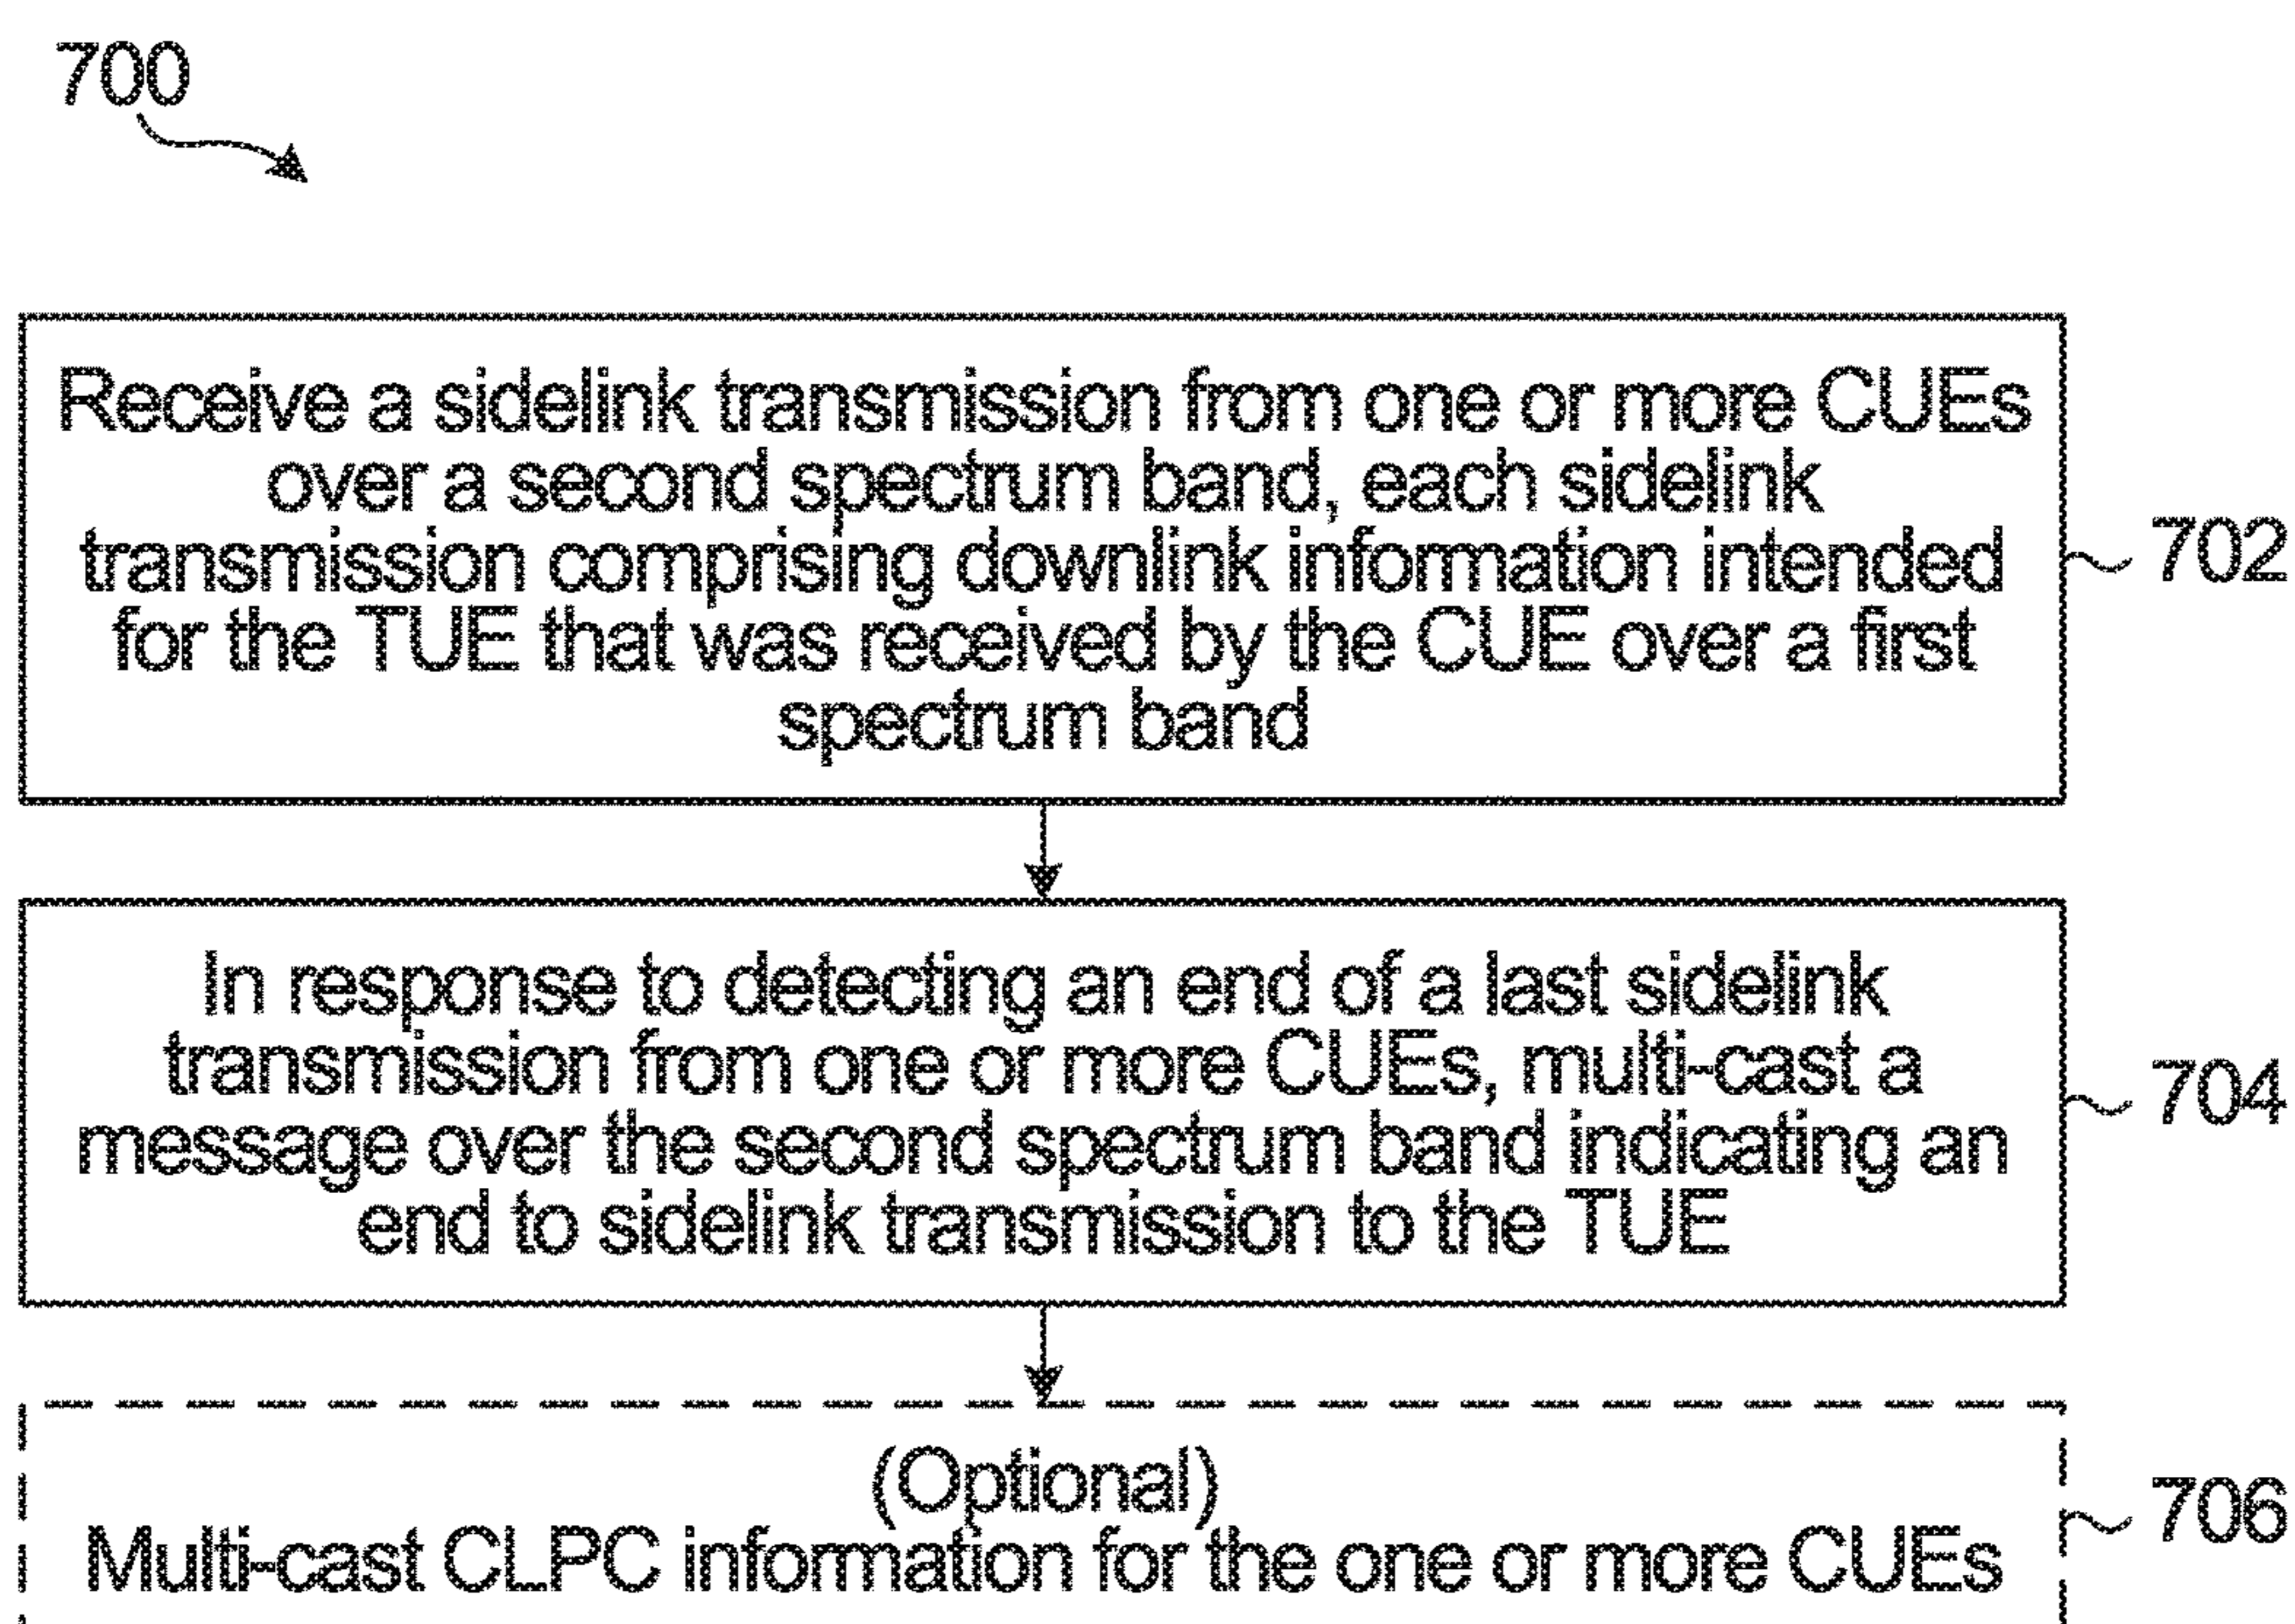 700
Receive a sidelink transmission from one or more CUEs
over a second spectrum band, each sidelink
transmission comprising downlink information intended
for the TUE that was received by the CUE over a first
spectrum band
702
In response to detecting an end of a last sidelink
transmission from one or more CUEs, multi-cast a
message over the second spectrum band indicating an
end to sidelink transmission to the TUE
704
(Optional)
Multi-cast CLPC information for the one or more CUEs
706